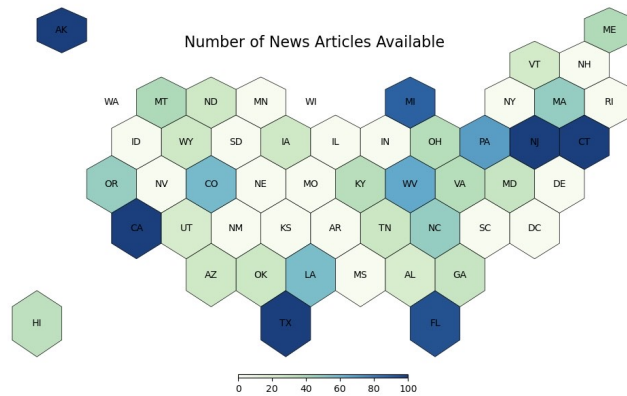 AK
ME
Number of News Articles Available
VT
NH
WA
MT
ND
MN
WI
MI
NY
MA
RI
ID
WY
SD
IA
IL
IN
OH
PA
NJ
CT
OR
NV
CO
NE
MO
KY
WV
VA
MD
DE
CA
UT
NM
KS
AR
TN
NC
SC
DC
AZ
OK
LA
MS
AL
GA
HI
TX
FL
0 20 40 60 80 100